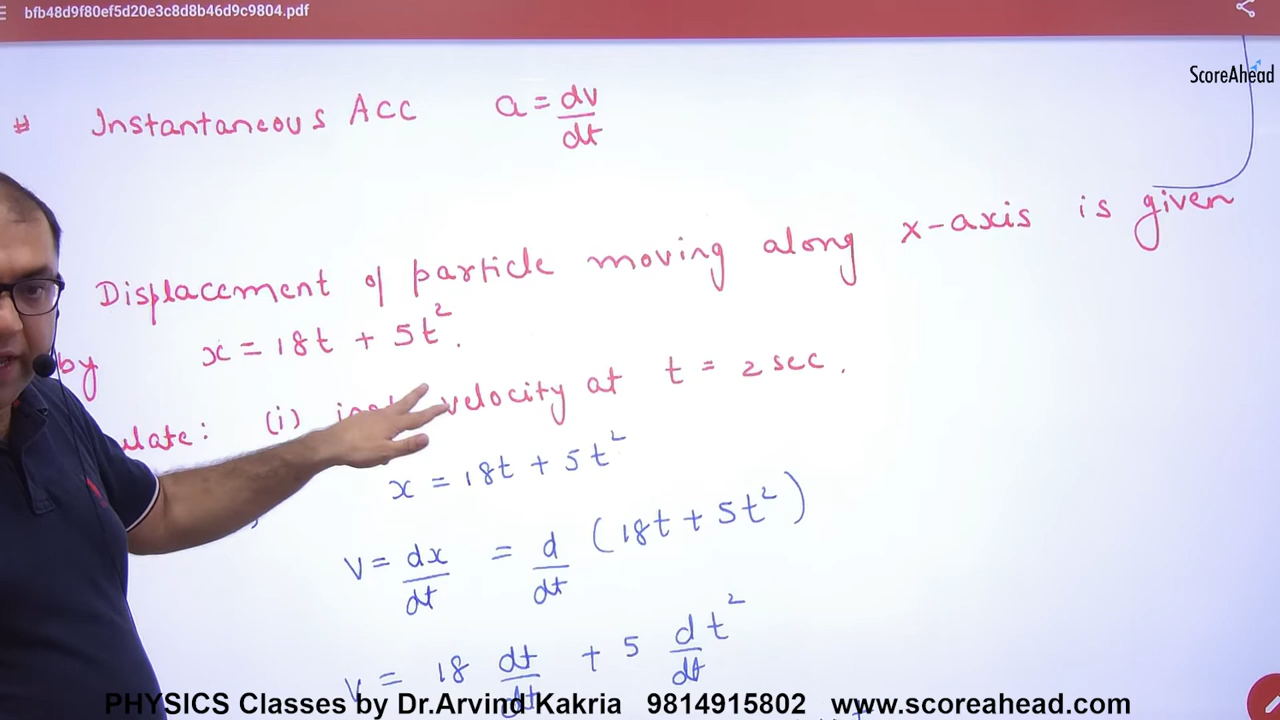 bfb48d9f80ef5d20e3c8d8b46d9c9804.pdf
ScoreAhead
# Instantaneous Acc a = dv/dt
Displacement of particle moving along x-axis is given
by x = 18t + 5t².
ulate: (i) velocity at t = 2 sec.
x = 18t + 5t²
v = dx/dt = d/dt (18t + 5t²)
v = 18 dt/dt + 5 d/dt t²
PHYSICS Classes by Dr.Arvind Kakria 9814915802 www.scoreahead.com